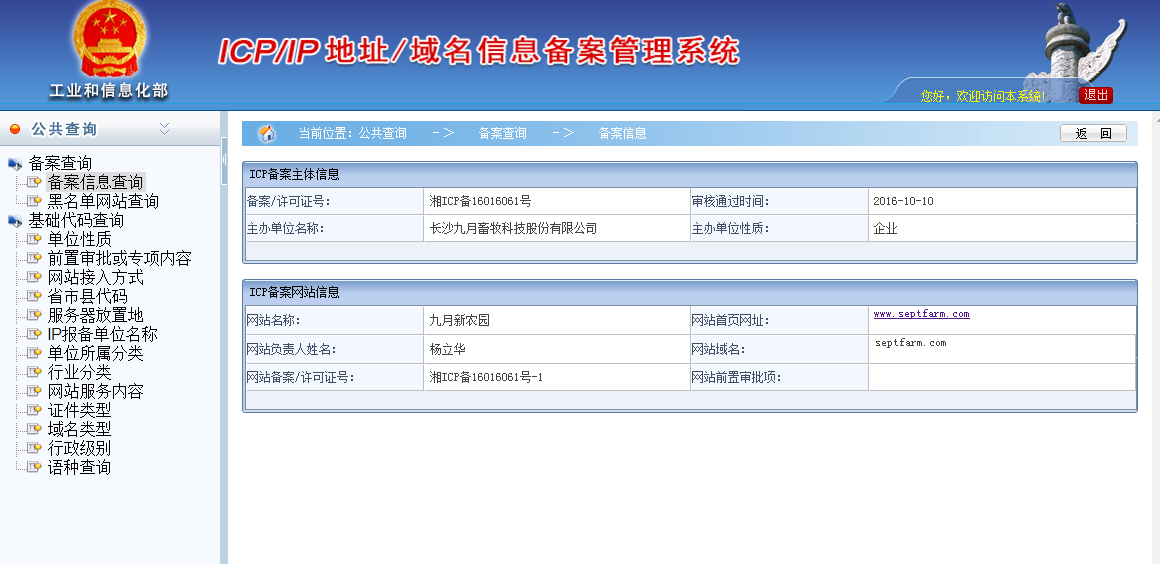 ICP/IP地址/域名信息备案管理系统
工业和信息化部
您好，欢迎访问本系统!
退出
公共查询
备案查询
备案信息查询
黑名单网站查询
基础代码查询
单位性质
前置审批或专项内容
网站接入方式
省市县代码
服务器放置地
IP报备单位名称
单位所属分类
行业分类
网站服务内容
证件类型
域名类型
行政级别
语种查询
当前位置：公共查询 -> 备案查询 -> 备案信息
返 回
ICP备案主体信息
备案/许可证号： 湘ICP备16016061号 审核通过时间： 2016-10-10
主办单位名称： 长沙九月畜牧科技股份有限公司 主办单位性质： 企业
ICP备案网站信息
网站名称： 九月新农园 网站首页网址： www.septfarm.com
网站负责人姓名： 杨立华 网站域名： septfarm.com
网站备案/许可证号： 湘ICP备16016061号-1 网站前置审批项：